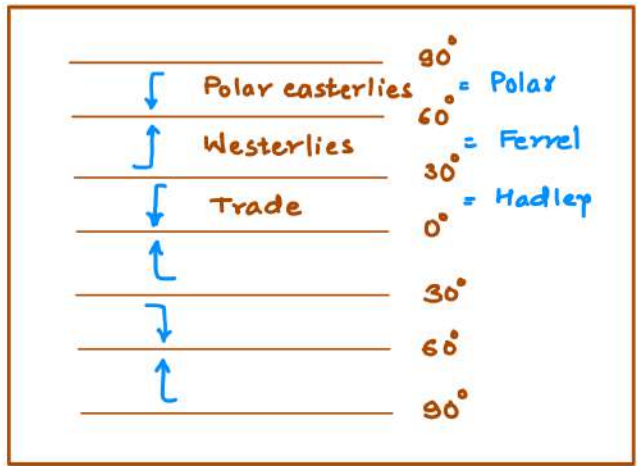 90°
Polar easterlies = Polar
60°
Westerlies = Ferrel
30°
Trade = Hadley
0°
30°
60°
90°